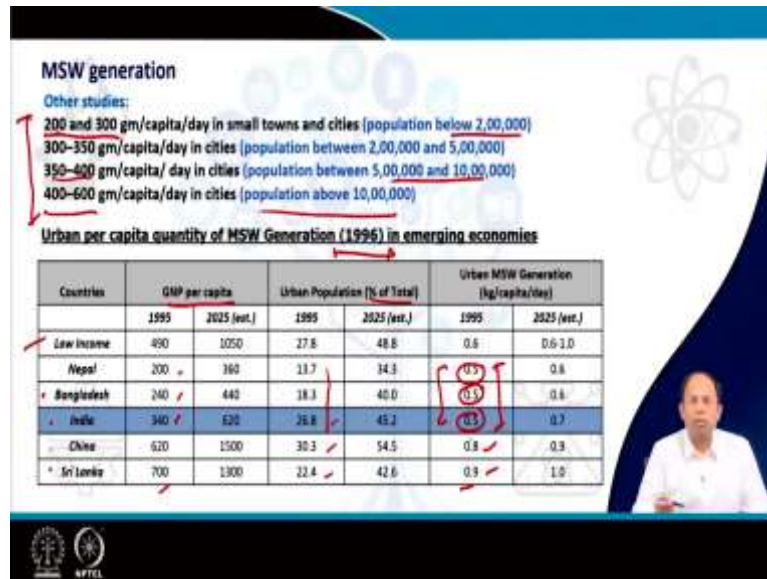 MSW generation
Other studies:
200 and 300 gm/capita/day in small towns and cities (population below 2,00,000)
300–350 gm/capita/day in cities (population between 2,00,000 and 5,00,000)
350–400 gm/capita/ day in cities (population between 5,00,000 and 10,00,000)
400–600 gm/capita/day in cities (population above 10,00,000)
Urban per capita quantity of MSW Generation (1996) in emerging economies
Countries GNP per capita Urban Population (% of Total) Urban MSW Generation (kg/capita/day)
1995 2025 (est.) 1995 2025 (est.) 1995 2025 (est.)
Low Income 490 1050 27.8 48.8 0.6 0.6-1.0
Nepal 200 360 13.7 34.3 0.5 0.6
Bangladesh 240 440 18.3 40.0 0.5 0.6
India 340 620 26.8 45.2 0.5 0.7
China 620 1500 30.3 54.5 0.8 0.9
Sri Lanka 700 1300 22.4 42.6 0.9 1.0
NPTEL